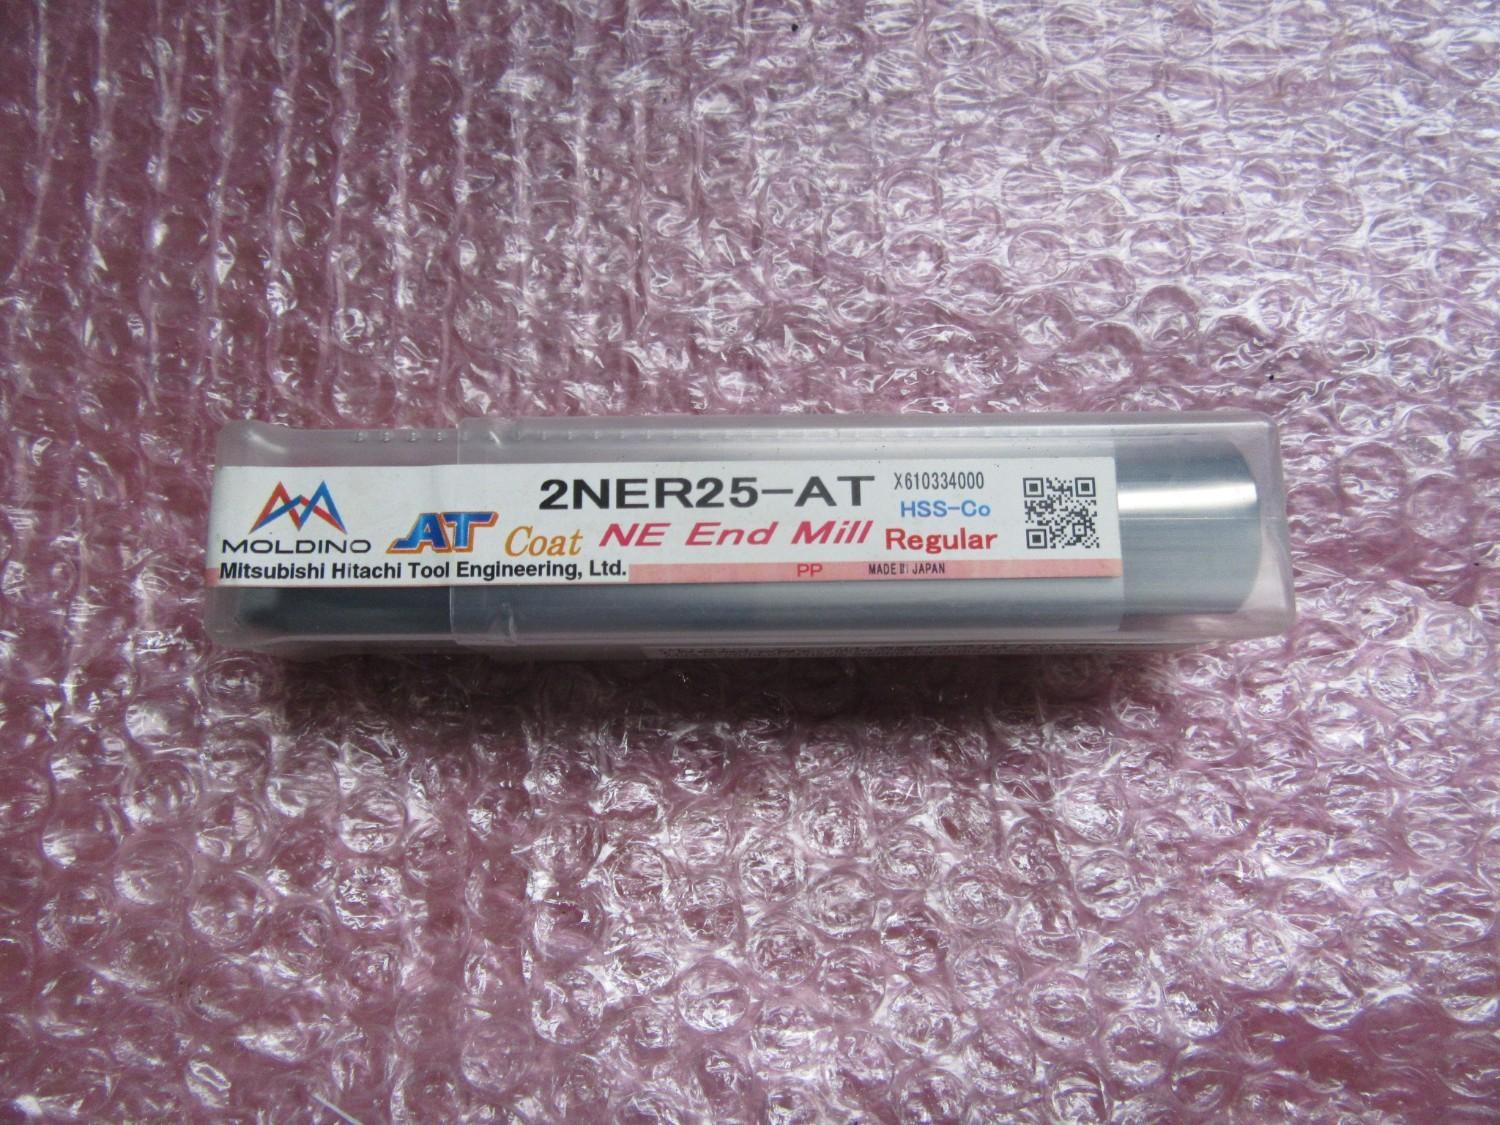 2NER25-AT X610334000
HSS-Co
MOLDINO AT Coat NE End Mill Regular
Mitsubishi Hitachi Tool Engineering, Ltd.
PP MADE IN JAPAN